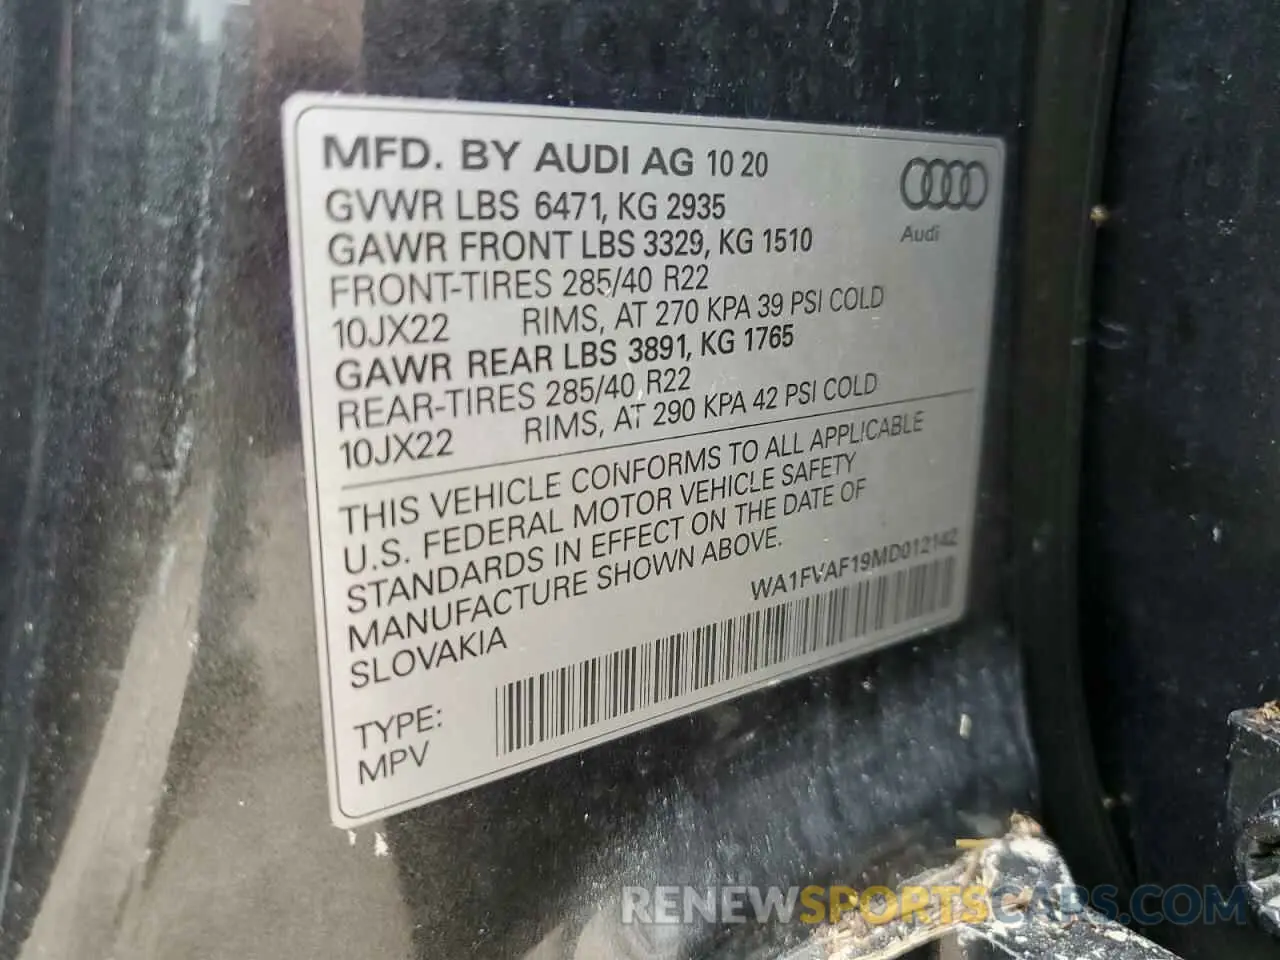 MFD. BY AUDI AG 10 20
GVWR LBS 6471, KG 2935
GAWR FRONT LBS 3329, KG 1510
FRONT-TIRES 285/40 R22
10JX22 RIMS, AT 270 KPA 39 PSI COLD
GAWR REAR LBS 3891, KG 1765
REAR-TIRES 285/40 R22
10JX22 RIMS, AT 290 KPA 42 PSI COLD
Audi
THIS VEHICLE CONFORMS TO ALL APPLICABLE
U.S. FEDERAL MOTOR VEHICLE SAFETY
STANDARDS IN EFFECT ON THE DATE OF
MANUFACTURE SHOWN ABOVE.
SLOVAKIA
WA1FVAF19MD012142
TYPE:
MPV
RENEWSPORTSCARS.COM